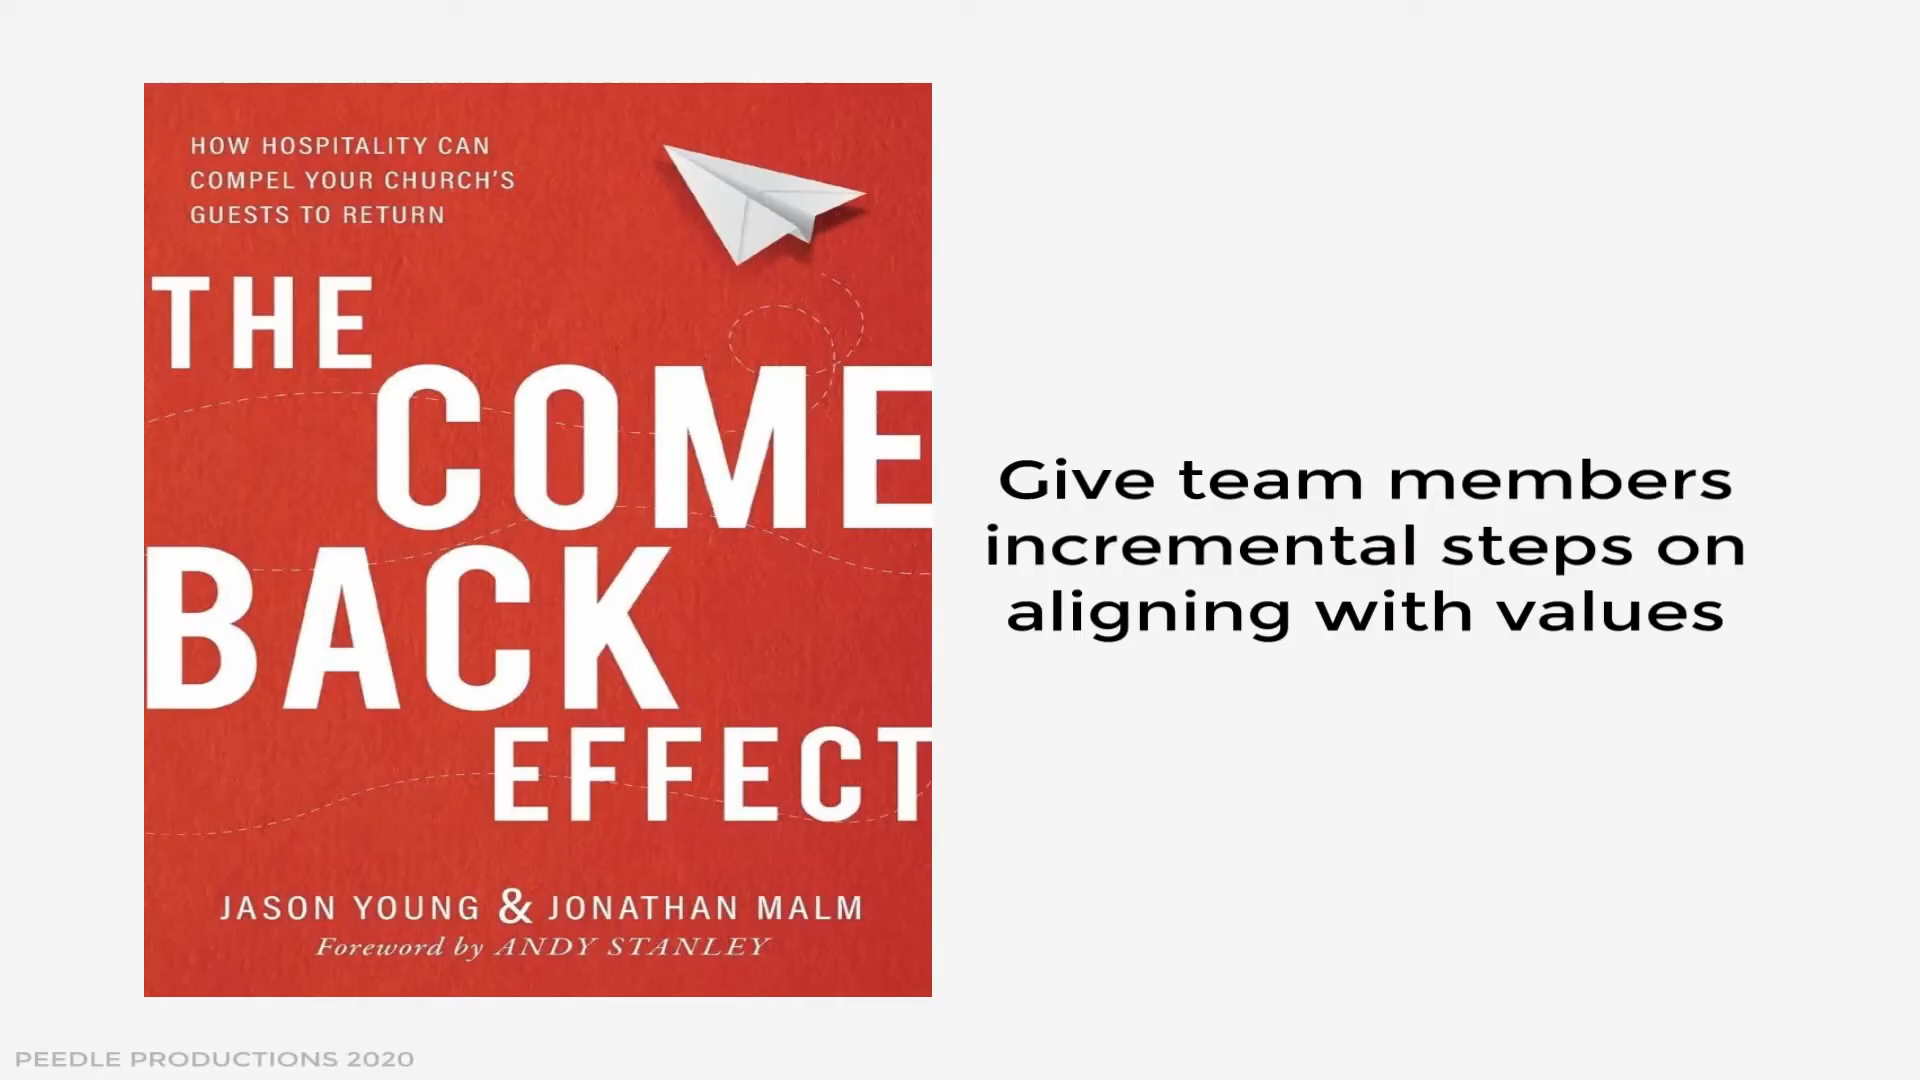 HOW HOSPITALITY CAN
COMPEL YOUR CHURCH'S
GUESTS TO RETURN
THE
COME
BACK
EFFECT
JASON YOUNG & JONATHAN MALM
Foreword by ANDY STANLEY
Give team members
incremental steps on
aligning with values
PEEDLE PRODUCTIONS 2020